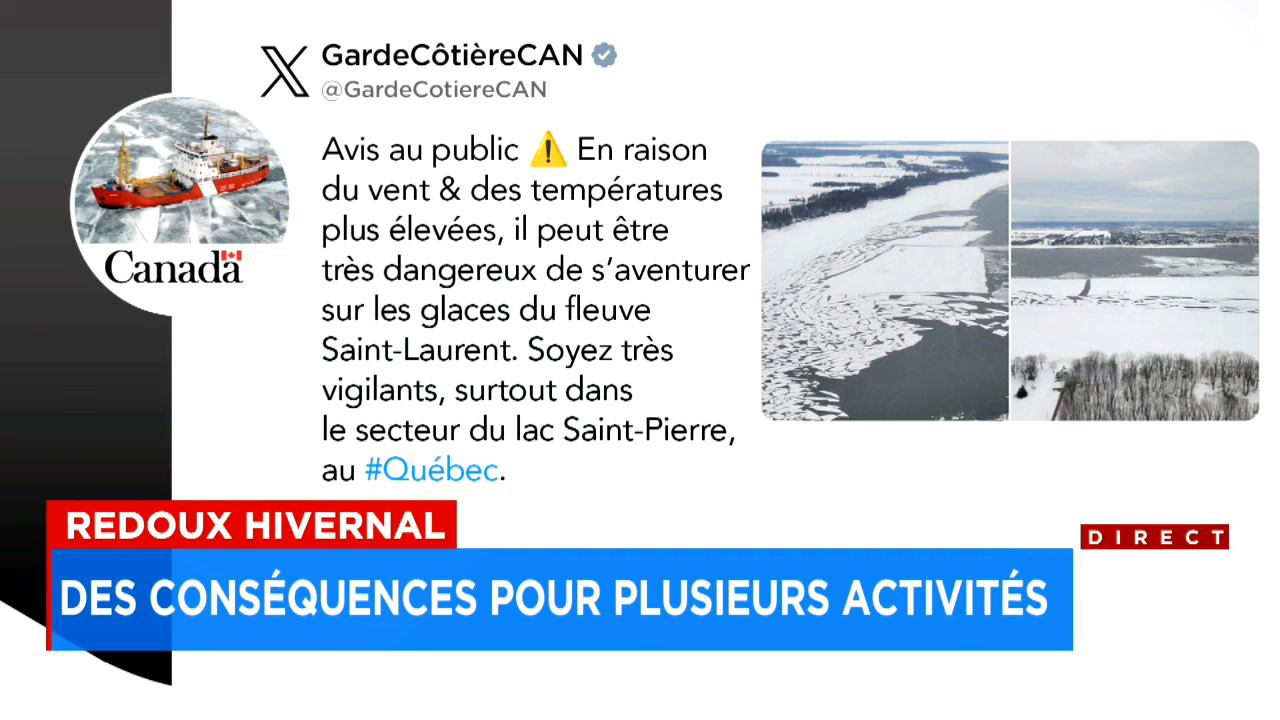 GardeCôtièreCAN
@GardeCotiereCAN
Avis au public ⚠️ En raison
du vent & des températures
plus élevées, il peut être
très dangereux de s’aventurer
sur les glaces du fleuve
Saint-Laurent. Soyez très
vigilants, surtout dans
le secteur du lac Saint-Pierre,
au #Québec.
Canada
REDOUX HIVERNAL
DIRECT
DES CONSÉQUENCES POUR PLUSIEURS ACTIVITÉS